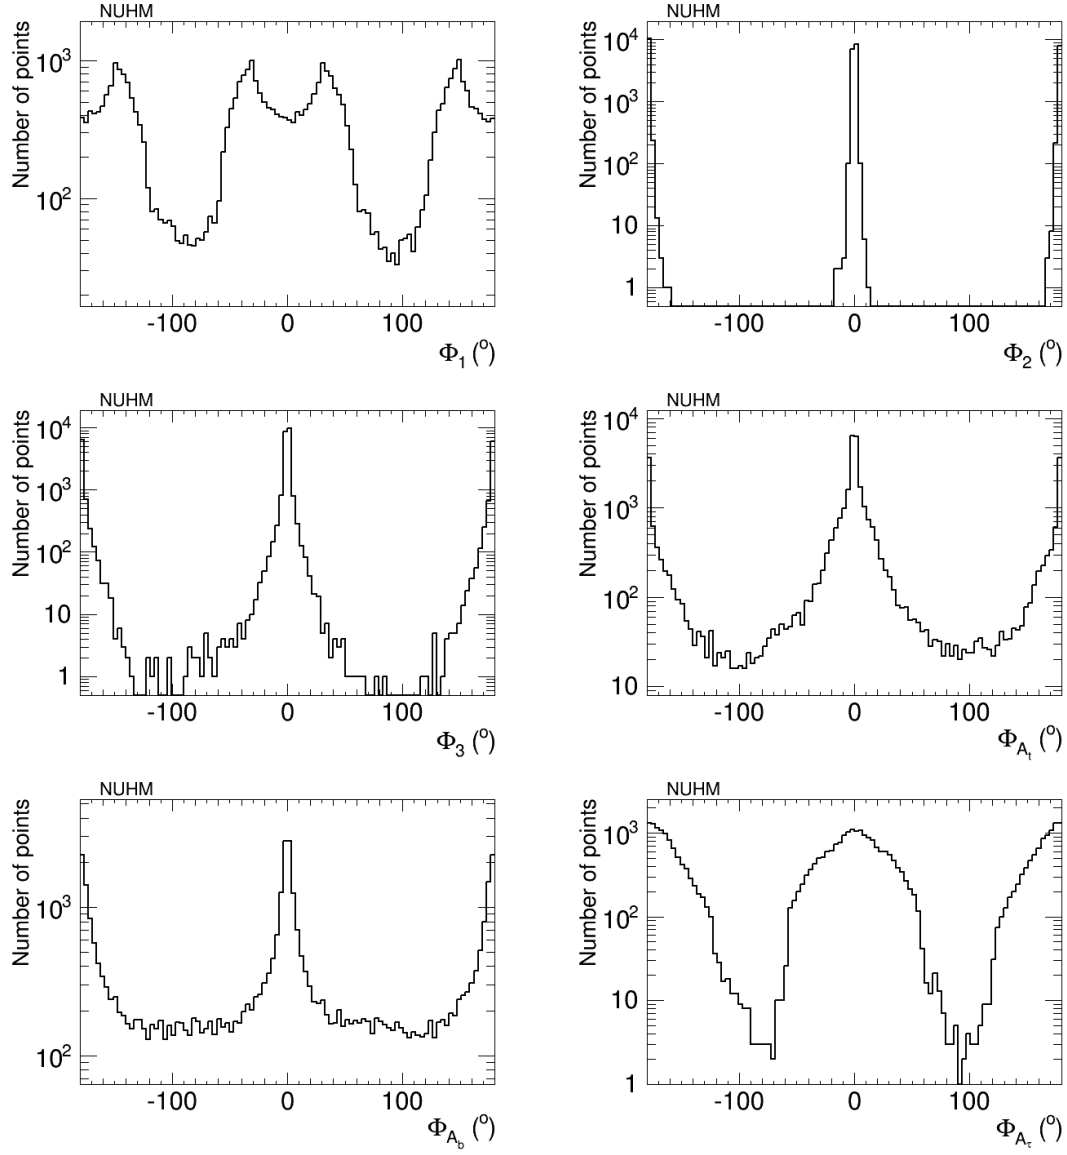 NUHM
Number of points
10³
10²
-100 0 100
Φ₁ (°)
NUHM
Number of points
10⁴
10³
10²
10
1
-100 0 100
Φ₂ (°)
NUHM
Number of points
10⁴
10³
10²
10
1
-100 0 100
Φ₃ (°)
NUHM
Number of points
10⁴
10³
10²
10
-100 0 100
Φ_{A_t} (°)
NUHM
Number of points
10³
10²
-100 0 100
Φ_{A_b} (°)
NUHM
Number of points
10³
10²
10
1
-100 0 100
Φ_{A_τ} (°)